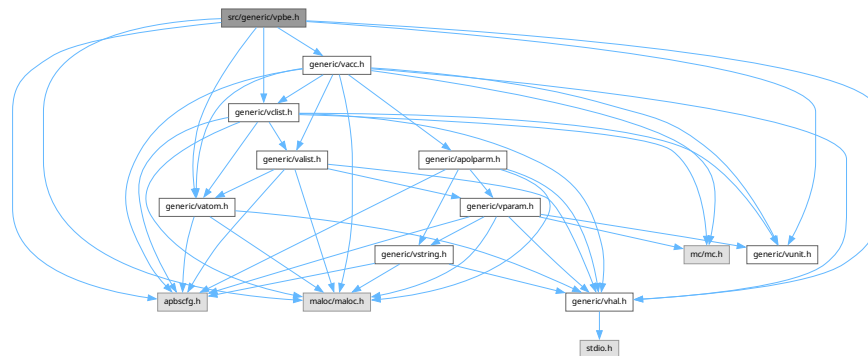 src/generic/vpbe.h
generic/vacc.h
generic/vclist.h
generic/valist.h
generic/apolparm.h
generic/vatom.h
generic/vparam.h
generic/vstring.h
mc/mc.h
generic/vunit.h
apbscfg.h
maloc/maloc.h
generic/vhal.h
stdio.h